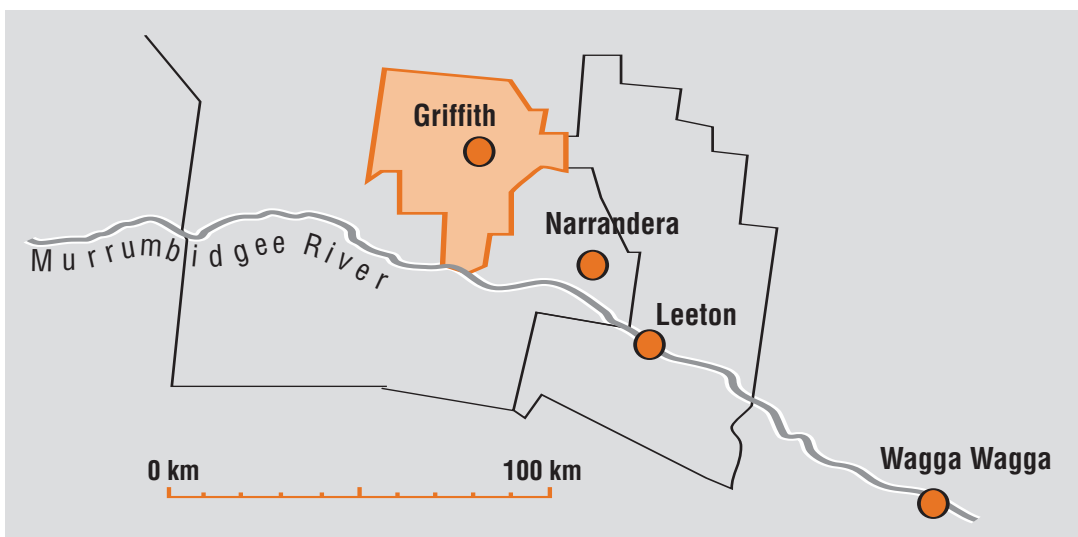 Griffith
Narrandera
Murrumbidgee River
Leeton
Wagga Wagga
0 km
100 km